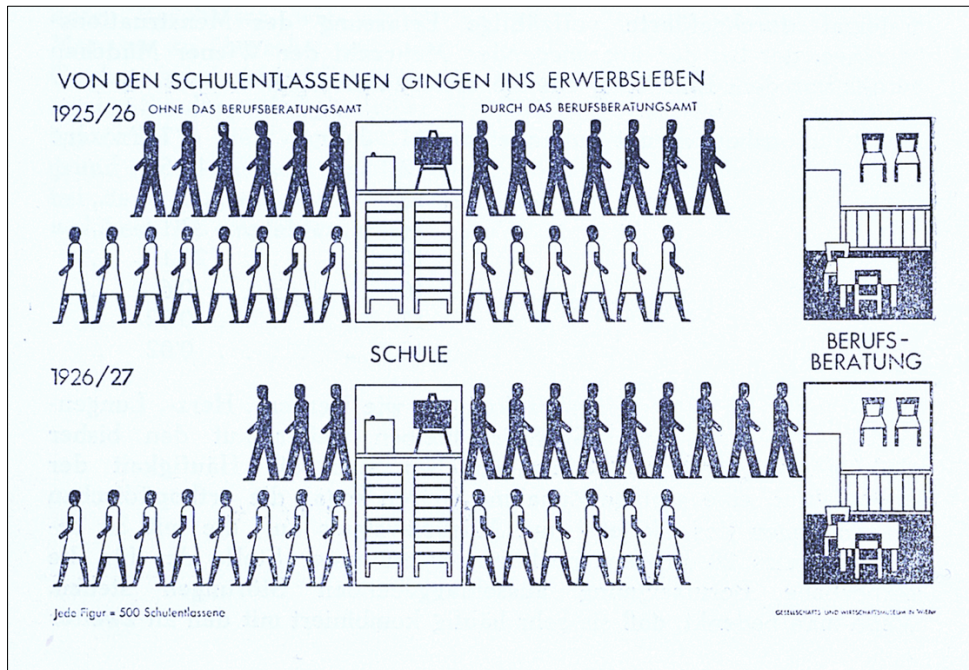 VON DEN SCHULENTLASSENEN GINGEN INS ERWERBSLEBEN
1925/26 OHNE DAS BERUFSBERATUNGSAMT DURCH DAS BERUFSBERATUNGSAMT
SCHULE
BERUFS-
BERATUNG
1926/27
Jede Figur = 500 Schulentlassene
GESELLSCHAFTS- UND WIRTSCHAFTSMUSEUM IN WIEN